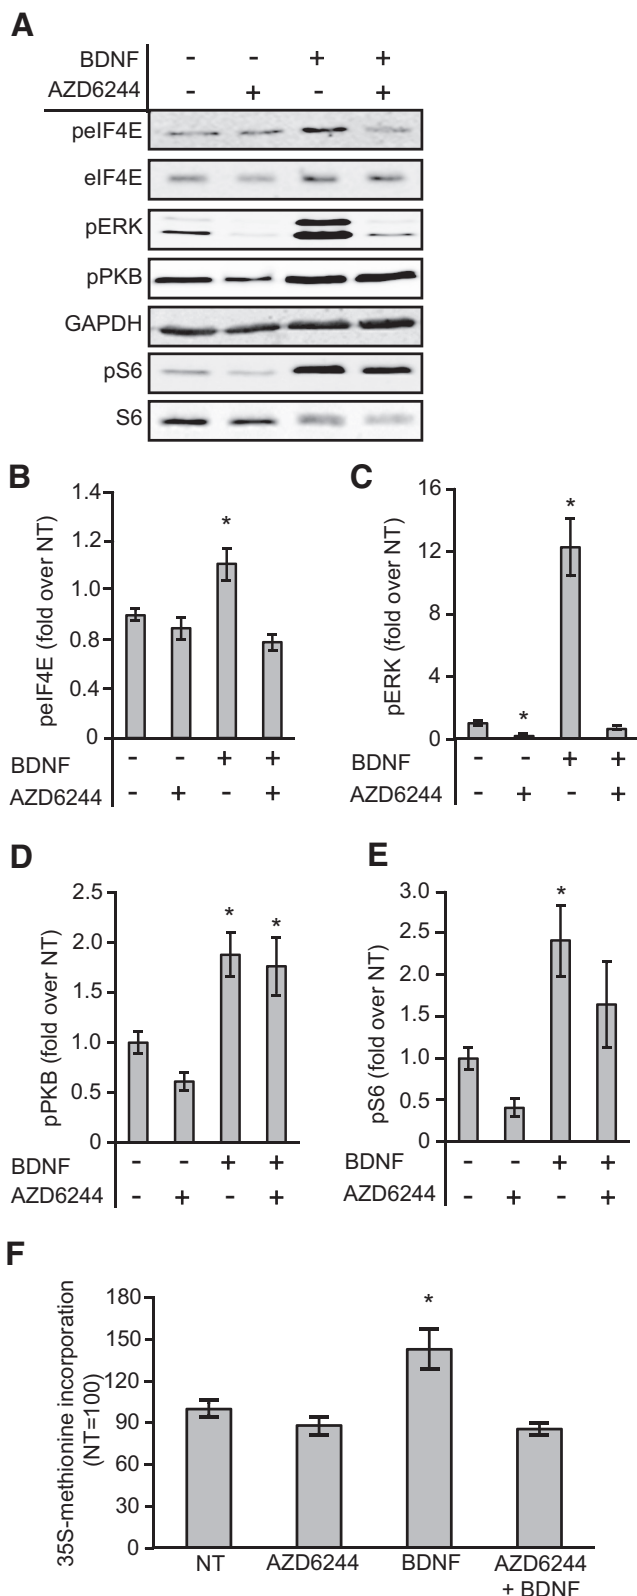 A
BDNF - - + +
AZD6244 - + - +
peIF4E
eIF4E
pERK
pPKB
GAPDH
pS6
S6
B
peIF4E (fold over NT)
1.4
1.2
1.0
0.8
0.4
0
*
BDNF - - + +
AZD6244 - + - +
C
pERK (fold over NT)
16
12
8
4
0
*
*
BDNF - - + +
AZD6244 - + - +
D
pPKB (fold over NT)
2.5
2.0
1.5
1.0
0.5
0
* *
BDNF - - + +
AZD6244 - + - +
E
pS6 (fold over NT)
3.0
2.5
2.0
1.5
1.0
0.5
0
*
BDNF - - + +
AZD6244 - + - +
F
35S-methionine incorporation
(NT=100)
180
150
120
90
60
30
0
*
NT AZD6244 BDNF AZD6244
+ BDNF